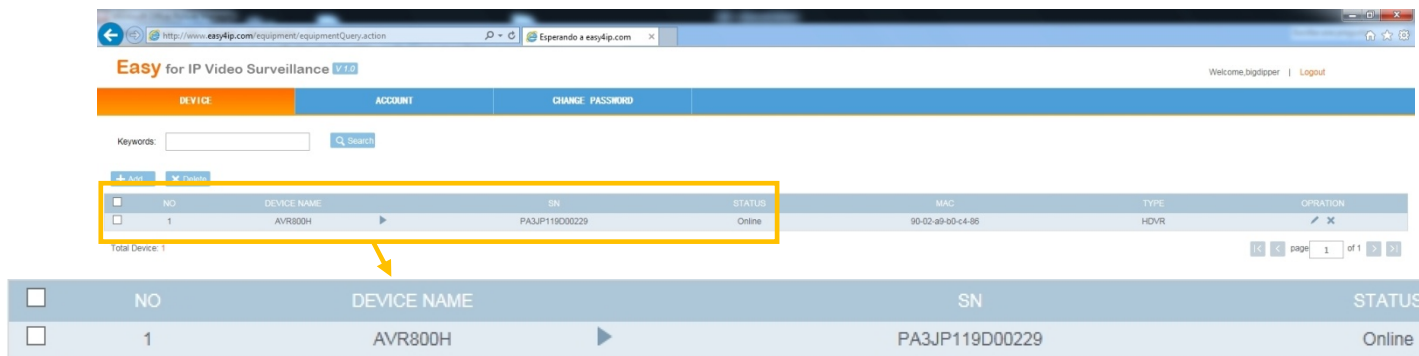 http://www.easy4ip.com/equipment/equipmentQuery.action
Esperando a easy4ip.com
Easy for IP Video Surveillance V 1.0
Welcome,bigdipper | Logout
DEVICE ACCOUNT CHANGE PASSWORD
Keywords: Search
Add Delete
NO DEVICE NAME SN STATUS MAC TYPE OPRATION
1 AVR800H PA3JP119D00229 Online 90-02-a9-b0-c4-86 HDVR
Total Device: 1
page 1 of 1
NO DEVICE NAME SN STATUS
1 AVR800H PA3JP119D00229 Online